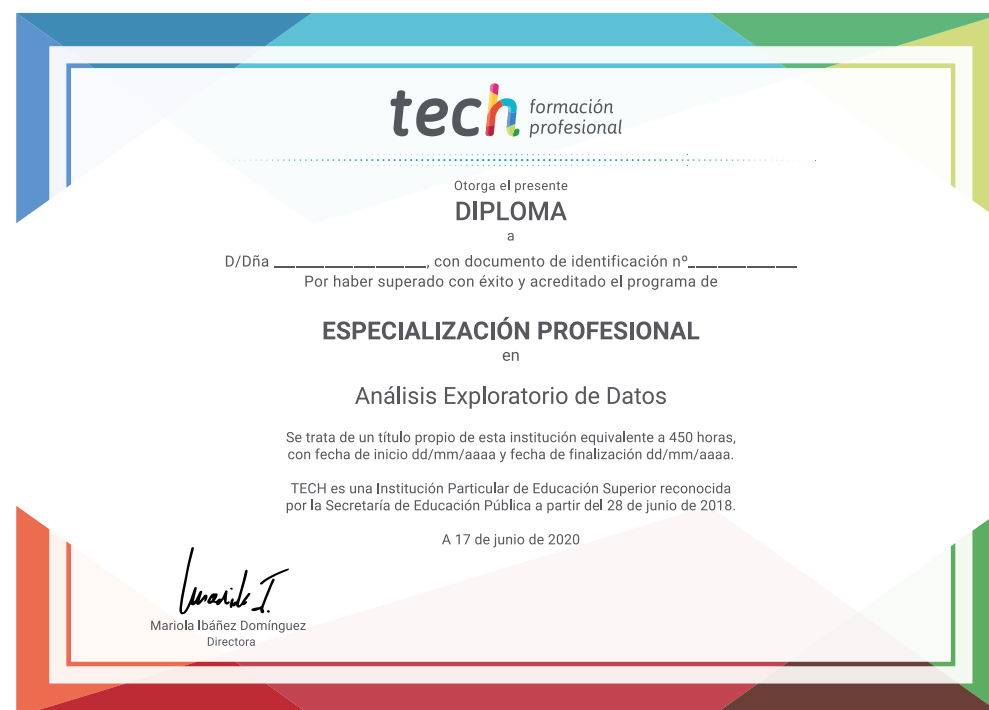 tech formación
profesional
Otorga el presente
DIPLOMA
a
D/Dña ___________________, con documento de identificación nº______________
Por haber superado con éxito y acreditado el programa de
ESPECIALIZACIÓN PROFESIONAL
en
Análisis Exploratorio de Datos
Se trata de un título propio de esta institución equivalente a 450 horas,
con fecha de inicio dd/mm/aaaa y fecha de finalización dd/mm/aaaa.
TECH es una Institución Particular de Educación Superior reconocida
por la Secretaría de Educación Pública a partir del 28 de junio de 2018.
A 17 de junio de 2020
Mariola Ibáñez Domínguez
Directora